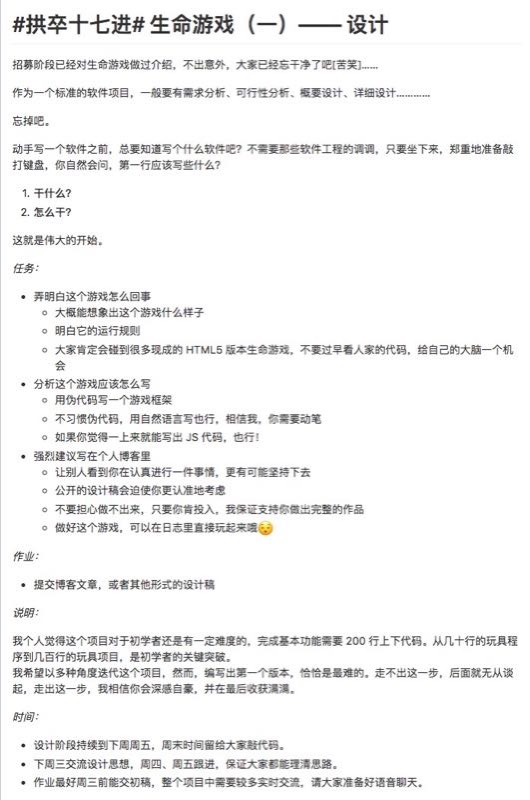 #拱卒十七进# 生命游戏（一）—— 设计
招募阶段已经对生命游戏做过介绍，不出意外，大家已经忘干净了吧[苦笑]……
作为一个标准的软件项目，一般要有需求分析、可行性分析、概要设计、详细设计…………
忘掉吧。
动手写一个软件之前，总要知道写个什么软件吧？不需要那些软件工程的调调，只要坐下来，郑重地准备敲
打键盘，你自然会问，第一行应该写些什么？
1. 干什么？
2. 怎么干？
这就是伟大的开始。
任务：
• 弄明白这个游戏怎么回事
◦ 大概能想象出这个游戏什么样子
◦ 明白它的运行规则
◦ 大家肯定会碰到很多现成的 HTML5 版本生命游戏，不要过早看人家的代码，给自己的大脑一个机
会
• 分析这个游戏应该怎么写
◦ 用伪代码写一个游戏框架
◦ 不习惯伪代码，用自然语言写也行，相信我，你需要动笔
◦ 如果你觉得一上来就能写出 JS 代码，也行！
• 强烈建议写在个人博客里
◦ 让别人看到你在认真进行一件事情，更有可能坚持下去
◦ 公开的设计稿会迫使你更认准地考虑
◦ 不要担心做不出来，只要你肯投入，我保证支持你做出完整的作品
◦ 做好这个游戏，可以在日志里直接玩起来哦😌
作业：
• 提交博客文章，或者其他形式的设计稿
说明：
我个人觉得这个项目对于初学者还是有一定难度的，完成基本功能需要 200 行上下代码。从几十行的玩具程
序到几百行的玩具项目，是初学者的关键突破。
我希望以多种角度迭代这个项目，然而，编写出第一个版本，恰恰是最难的。走不出这一步，后面就无从谈
起，走出这一步，我相信你会深感自豪，并在最后收获满满。
时间：
• 设计阶段持续到下周周五，周末时间留给大家敲代码。
• 下周三交流设计思想，周四、周五跟进，保证大家都能理清思路。
• 作业最好周三前能交初稿，整个项目中需要较多实时交流，请大家准备好语音聊天。